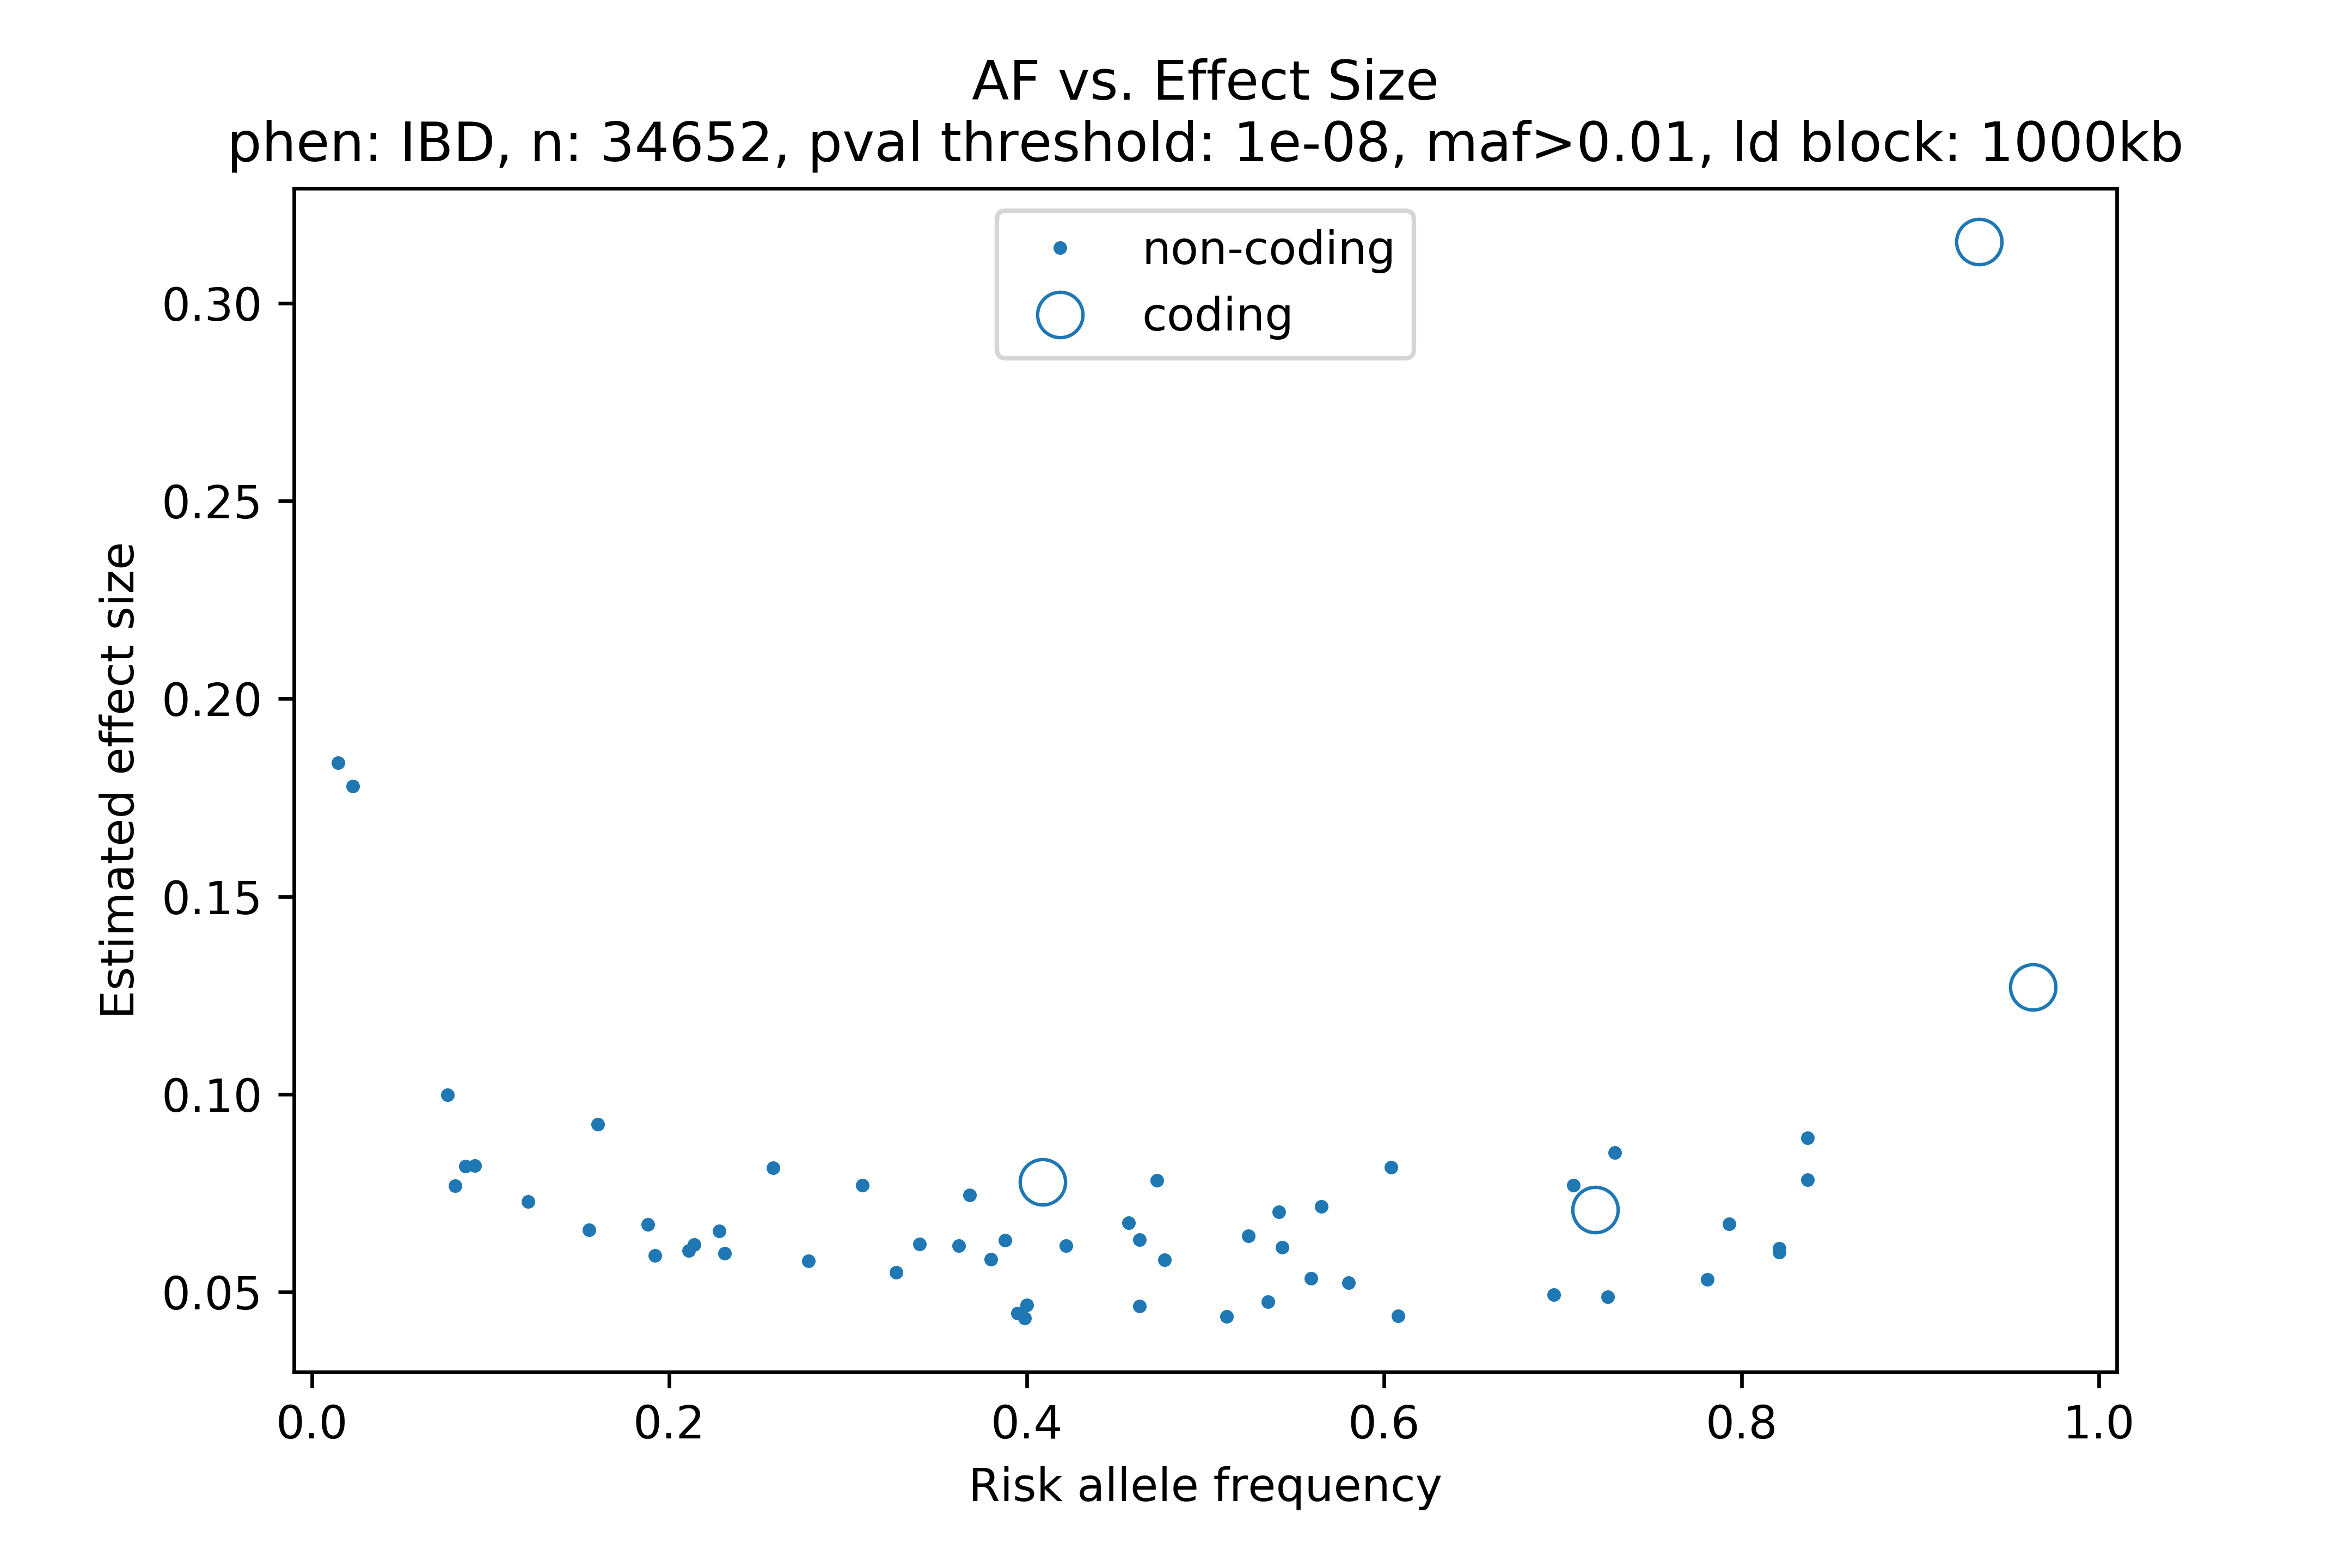 AF vs. Effect Size
phen: IBD, n: 34652, pval threshold: 1e-08, maf>0.01, ld block: 1000kb
non-coding
coding
0.30
0.25
0.20
0.15
0.10
0.05
Estimated effect size
0.0 0.2 0.4 0.6 0.8 1.0
Risk allele frequency